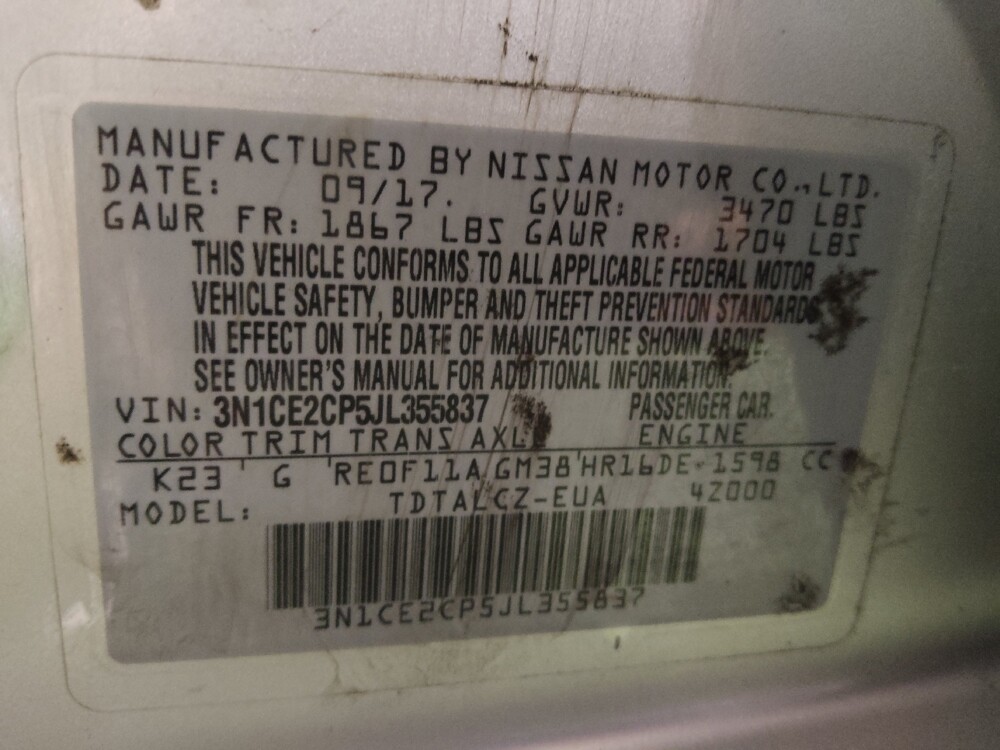 MANUFACTURED BY NISSAN MOTOR CO.,LTD.
DATE: 09/17. GVWR: 3470 LBS
GAWR FR: 1867 LBS GAWR RR: 1704 LBS
THIS VEHICLE CONFORMS TO ALL APPLICABLE FEDERAL MOTOR
VEHICLE SAFETY, BUMPER AND THEFT PREVENTION STANDARDS
IN EFFECT ON THE DATE OF MANUFACTURE SHOWN ABOVE.
SEE OWNER'S MANUAL FOR ADDITIONAL INFORMATION.
VIN: 3N1CE2CP5JL355837 PASSENGER CAR.
COLOR TRIM TRANS AXLE ENGINE
K23 G RE0F11A GM38 HR16DE-1598 CC
MODEL: TDTALCZ-EUA 4Z000
3N1CE2CP5JL355837